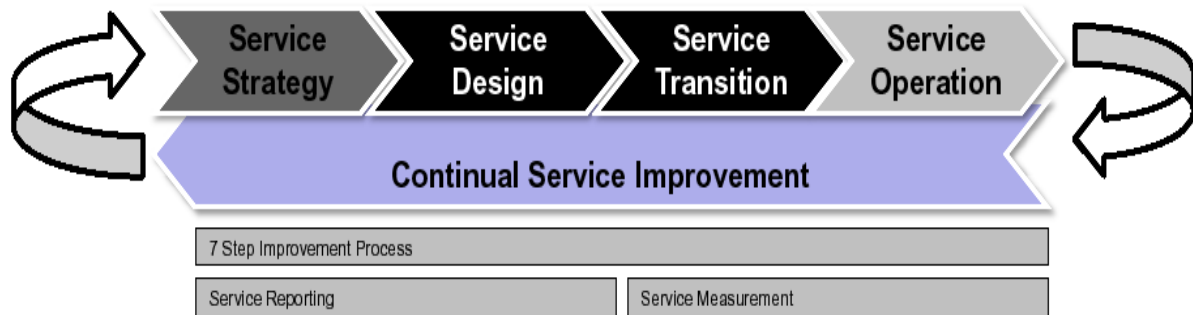 Service
Strategy
Service
Design
Service
Transition
Service
Operation
Continual Service Improvement
7 Step Improvement Process
Service Reporting
Service Measurement